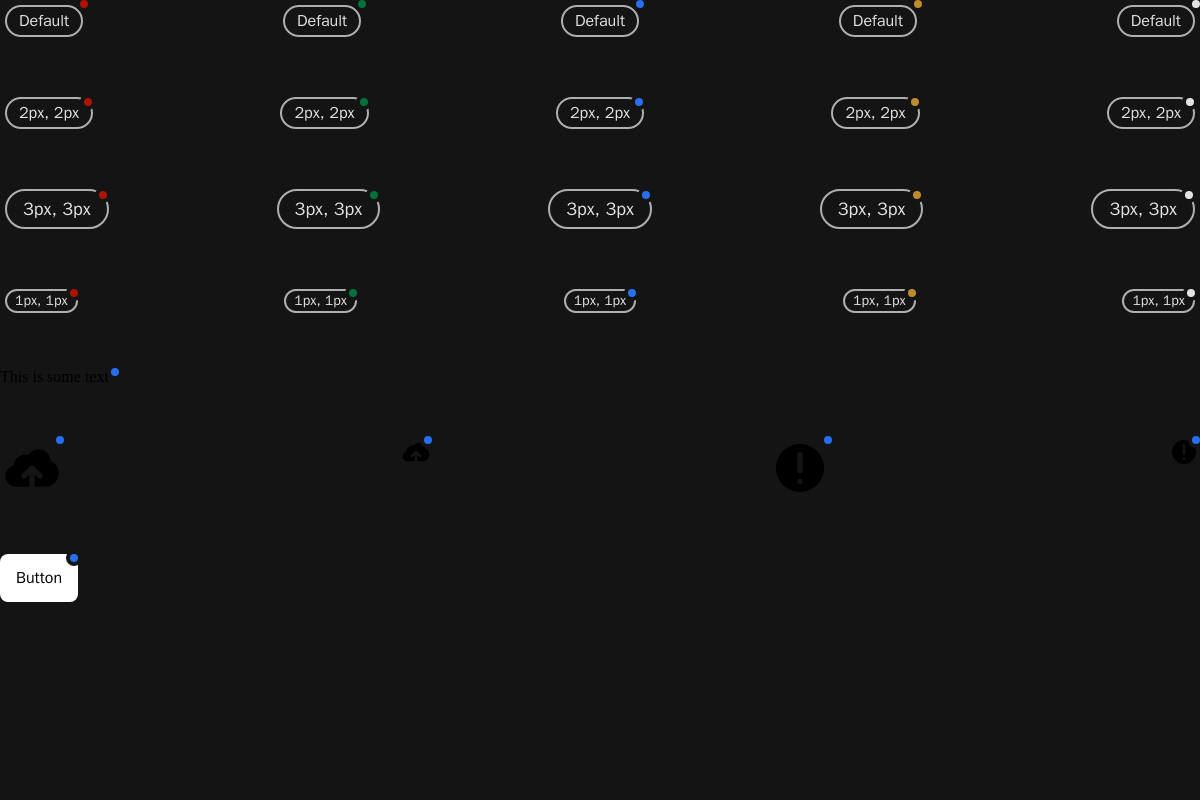 Default Default Default Default Default
2px, 2px 2px, 2px 2px, 2px 2px, 2px 2px, 2px
3px, 3px 3px, 3px 3px, 3px 3px, 3px 3px, 3px
1px, 1px 1px, 1px 1px, 1px 1px, 1px 1px, 1px
This is some text
Button